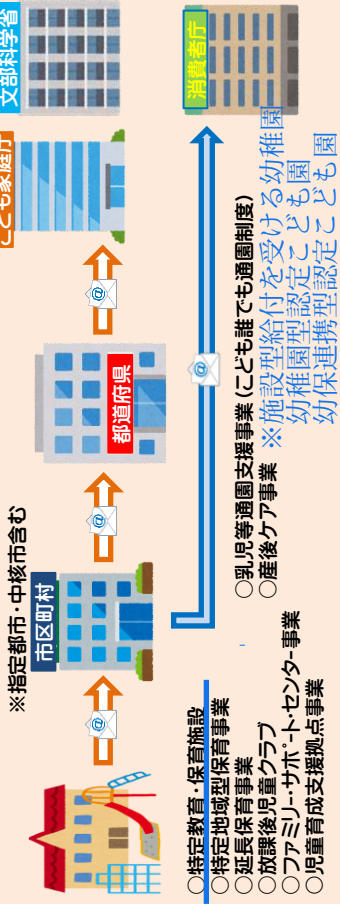 ※指定都市・中核市含む
市区町村
都道府県
こども家庭庁
文部科学省
消費者庁
○特定教育・保育施設
○特定地域型保育事業
○延長保育事業
○放課後児童クラブ
○ファミリー・サポート・センター事業
○児童育成支援拠点事業
○乳児等通園支援事業(こども誰でも通園制度)
○産後ケア事業
※施設型給付を受ける幼稚園
幼稚園型認定こども園
幼保連携型認定こども園
@
@
@
@